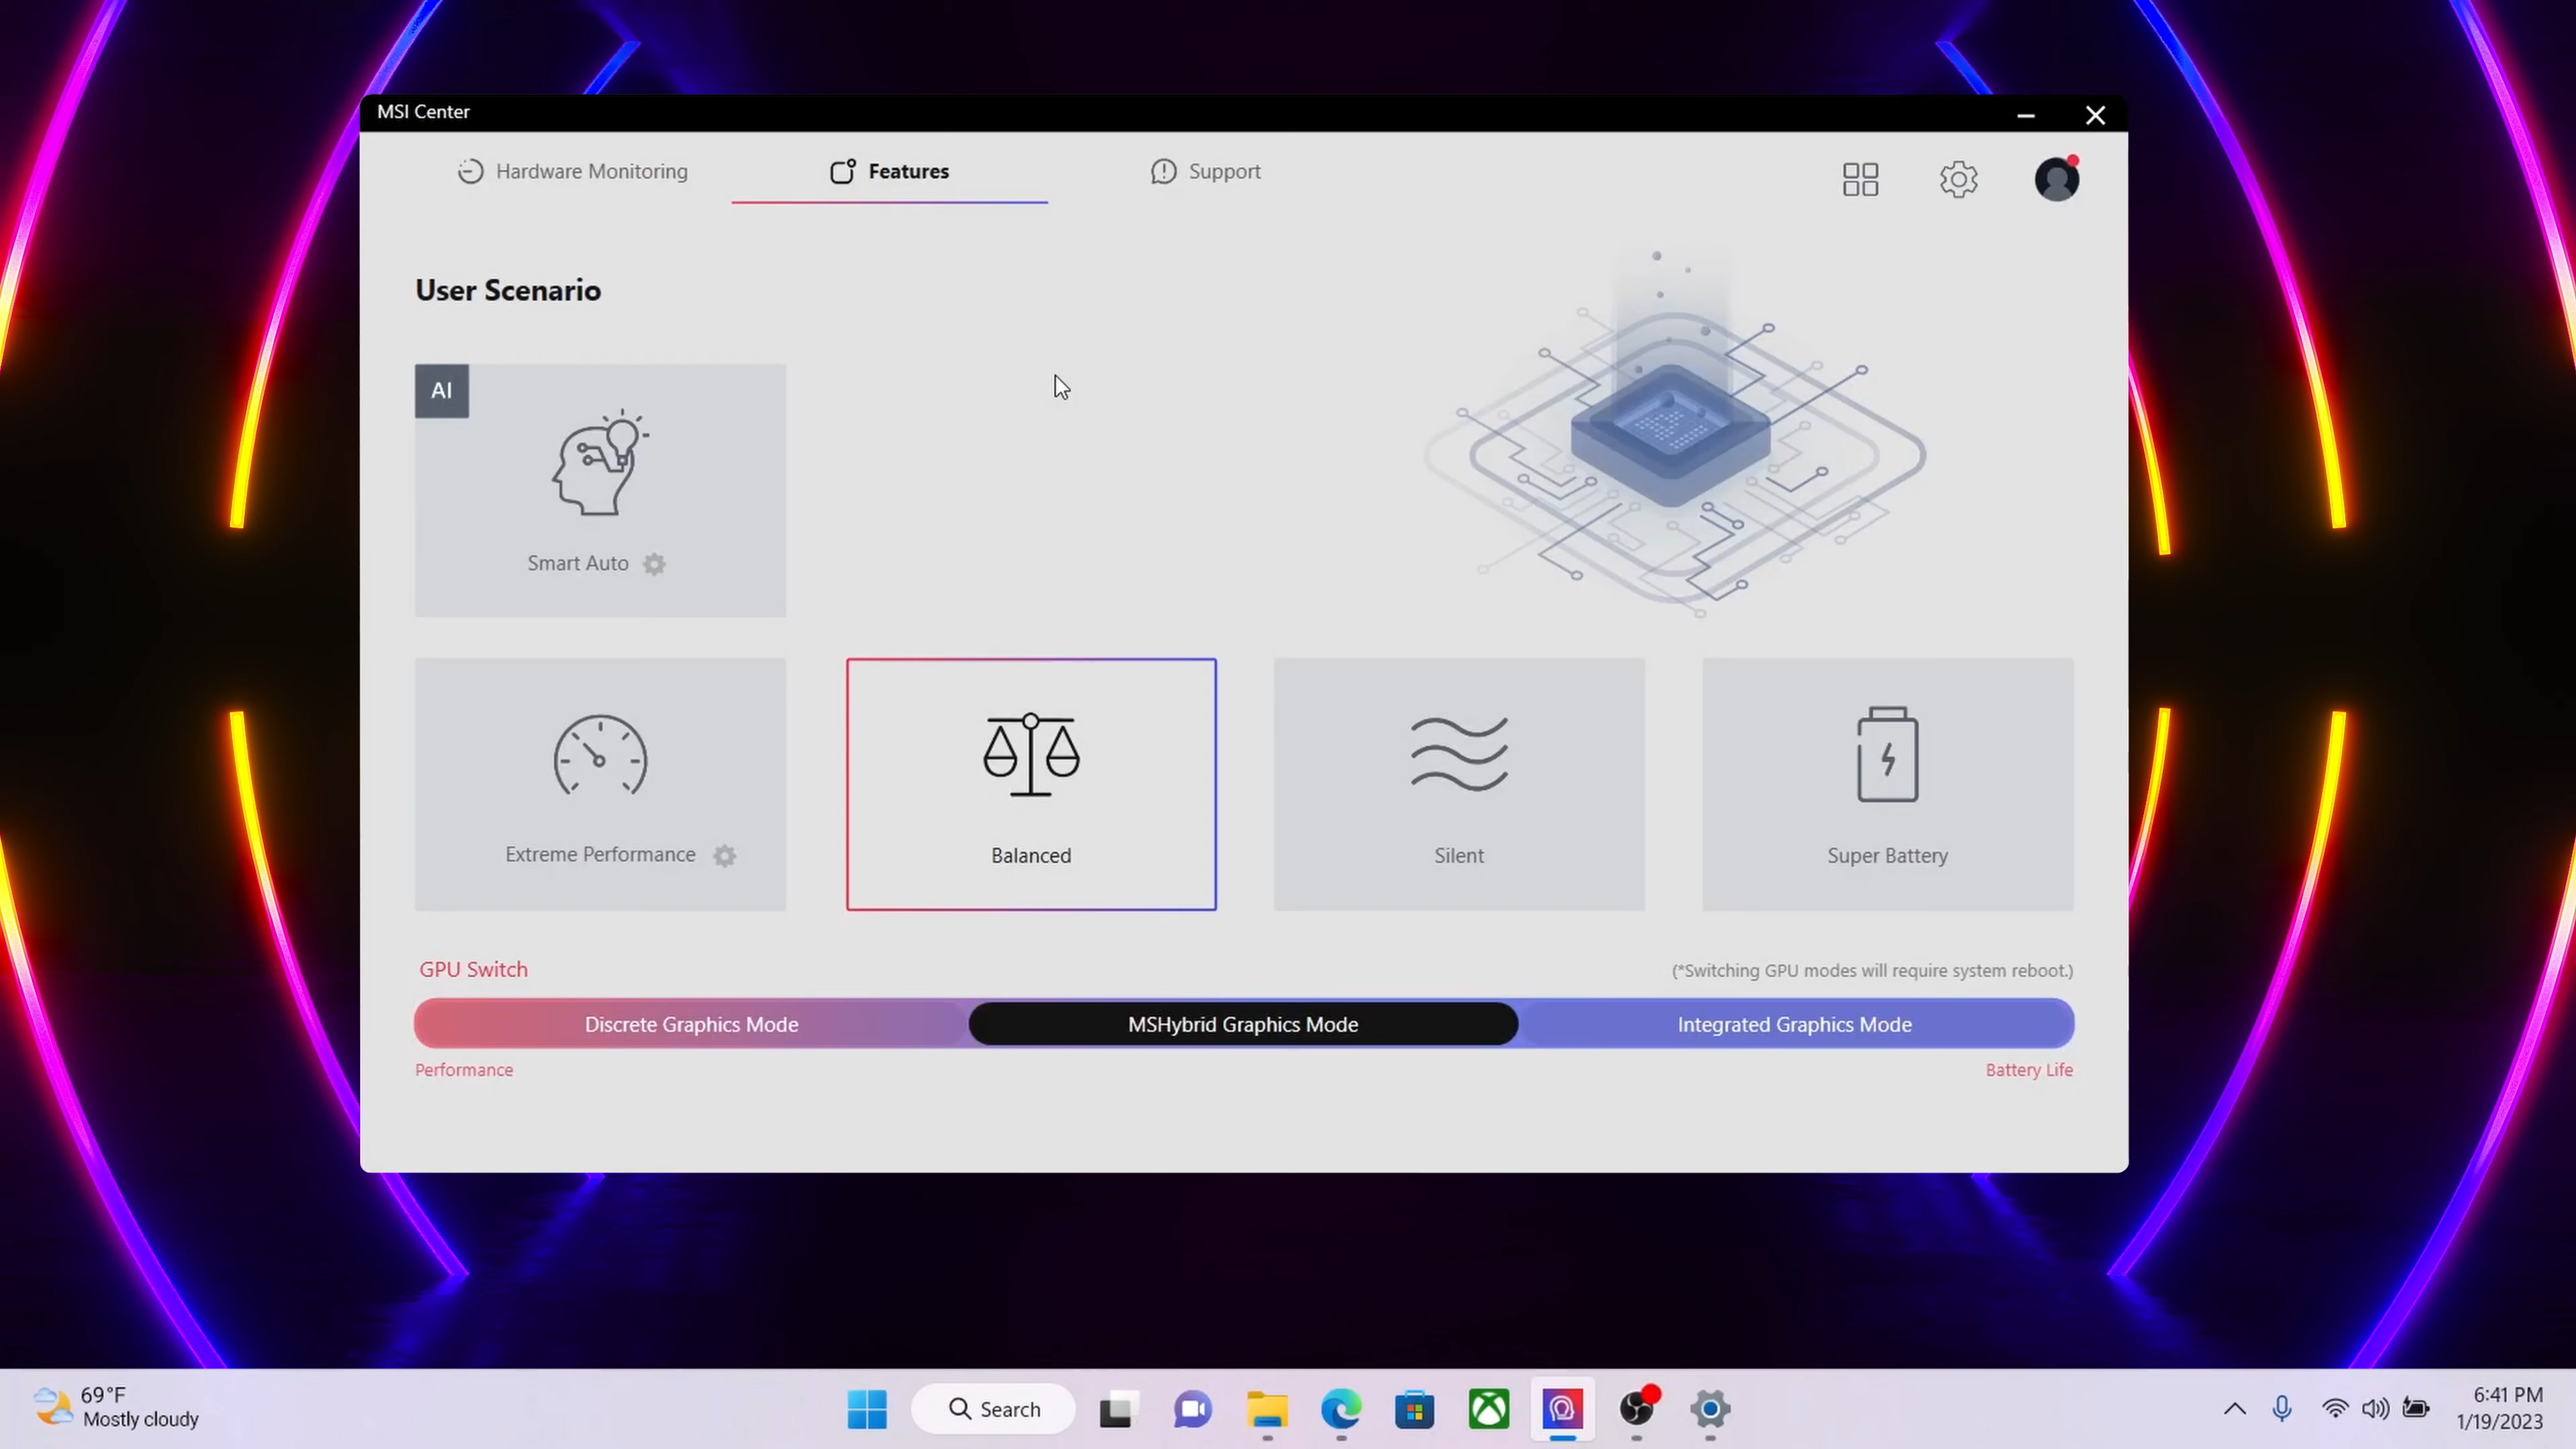 MSI Center
Hardware Monitoring
Features
Support
User Scenario
AI
Smart Auto
Extreme Performance
Balanced
Silent
Super Battery
GPU Switch
(*Switching GPU modes will require system reboot.)
Discrete Graphics Mode
MSHybrid Graphics Mode
Integrated Graphics Mode
Performance
Battery Life
69°F
Mostly cloudy
Search
6:41 PM
1/19/2023